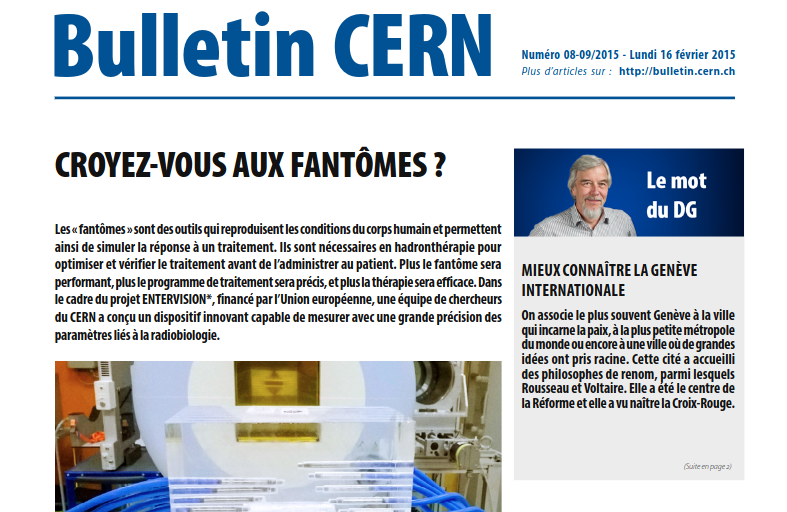 Bulletin CERN
Numéro 08-09/2015 - Lundi 16 février 2015
Plus d'articles sur : http://bulletin.cern.ch
CROYEZ-VOUS AUX FANTÔMES ?
Les « fantômes » sont des outils qui reproduisent les conditions du corps humain et permettent
ainsi de simuler la réponse à un traitement. Ils sont nécessaires en hadronthérapie pour
optimiser et vérifier le traitement avant de l'administrer au patient. Plus le fantôme sera
performant, plus le programme de traitement sera précis, et plus la thérapie sera efficace. Dans
le cadre du projet ENTERVISION*, financé par l'Union européenne, une équipe de chercheurs
du CERN a conçu un dispositif innovant capable de mesurer avec une grande précision des
paramètres liés à la radiobiologie.
Le mot
du DG
MIEUX CONNAÎTRE LA GENÈVE
INTERNATIONALE
On associe le plus souvent Genève à la ville
qui incarne la paix, à la plus petite métropole
du monde ou encore à une ville où de grandes
idées ont pris racine. Cette cité a accueilli
des philosophes de renom, parmi lesquels
Rousseau et Voltaire. Elle a été le centre de
la Réforme et elle a vu naître la Croix-Rouge.
(Suite en page 2)